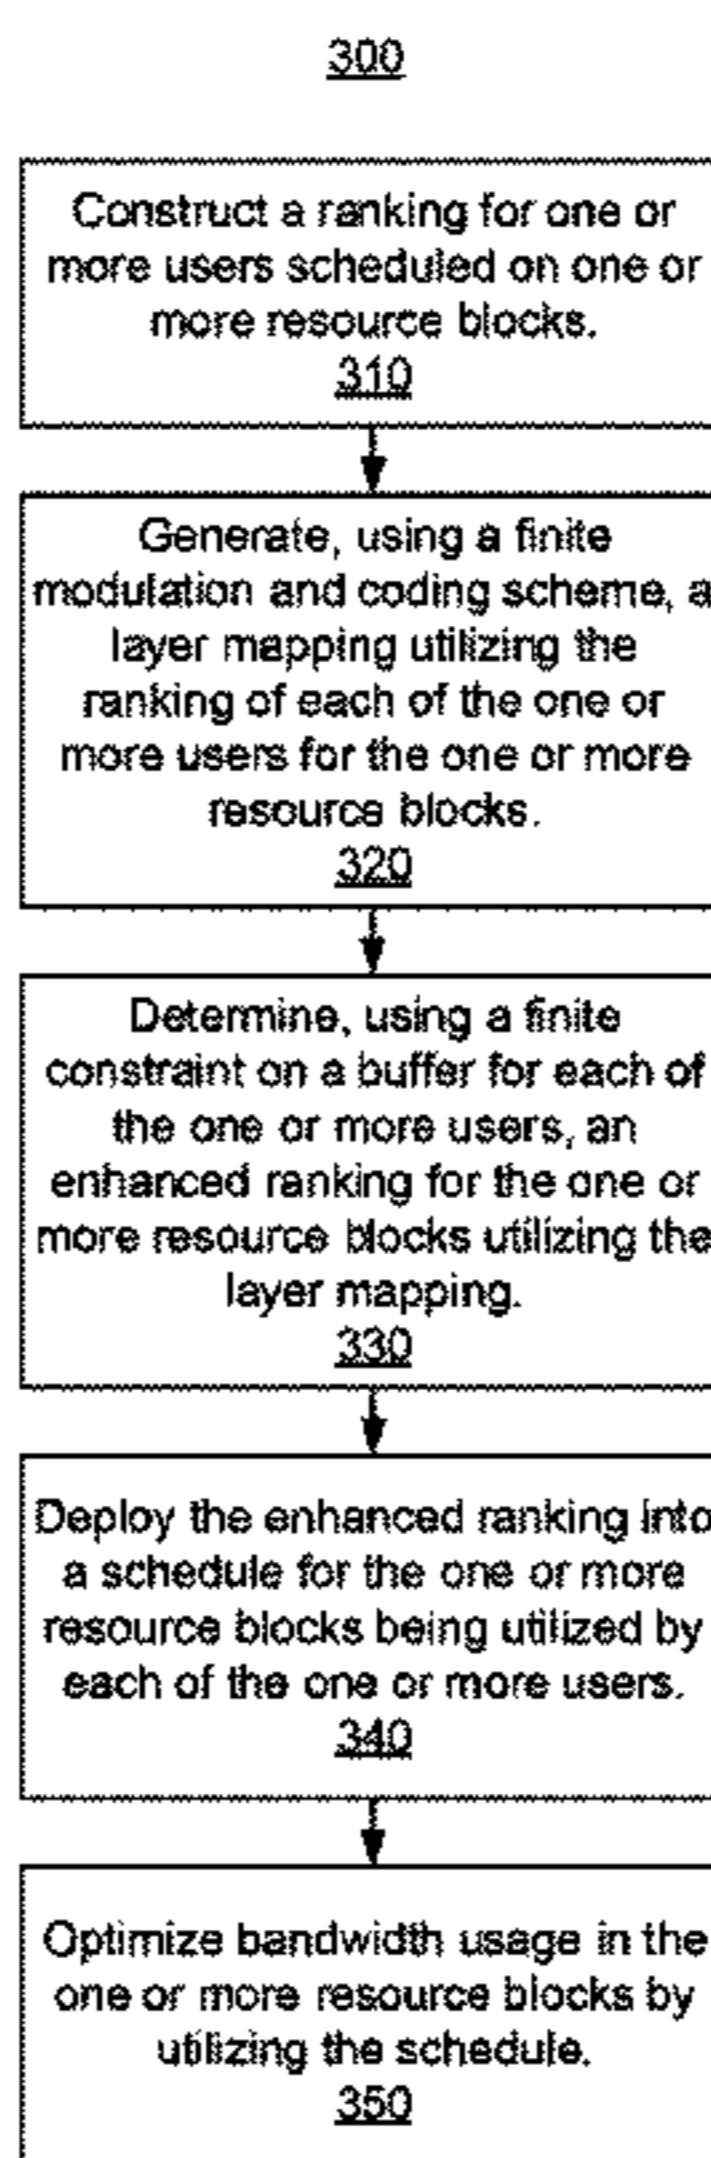 300
Construct a ranking for one or
more users scheduled on one or
more resource blocks.
310
Generate, using a finite
modulation and coding scheme, a
layer mapping utilizing the
ranking of each of the one or
more users for the one or more
resource blocks.
320
Determine, using a finite
constraint on a buffer for each of
the one or more users, an
enhanced ranking for the one or
more resource blocks utilizing the
layer mapping.
330
Deploy the enhanced ranking into
a schedule for the one or more
resource blocks being utilized by
each of the one or more users.
340
Optimize bandwidth usage in the
one or more resource blocks by
utilizing the schedule.
350